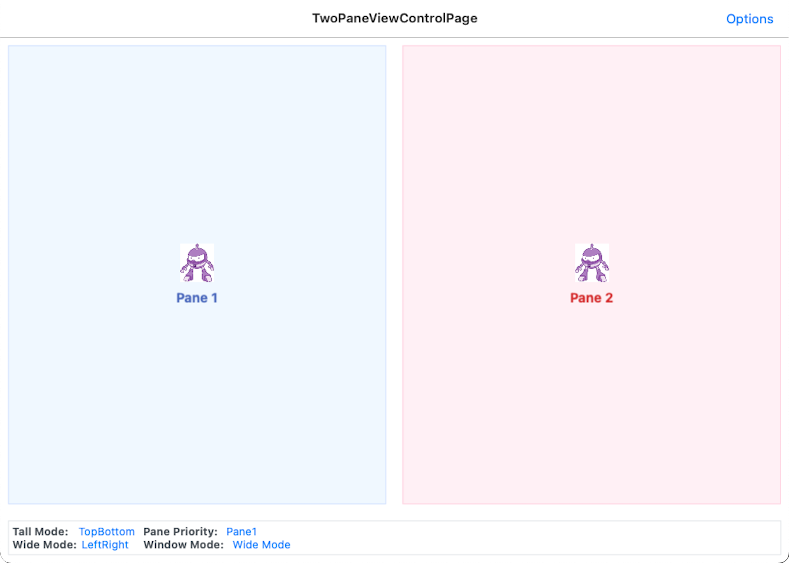 TwoPaneViewControlPage
Options
Pane 1
Pane 2
Tall Mode: TopBottom Pane Priority: Pane1
Wide Mode: LeftRight Window Mode: Wide Mode